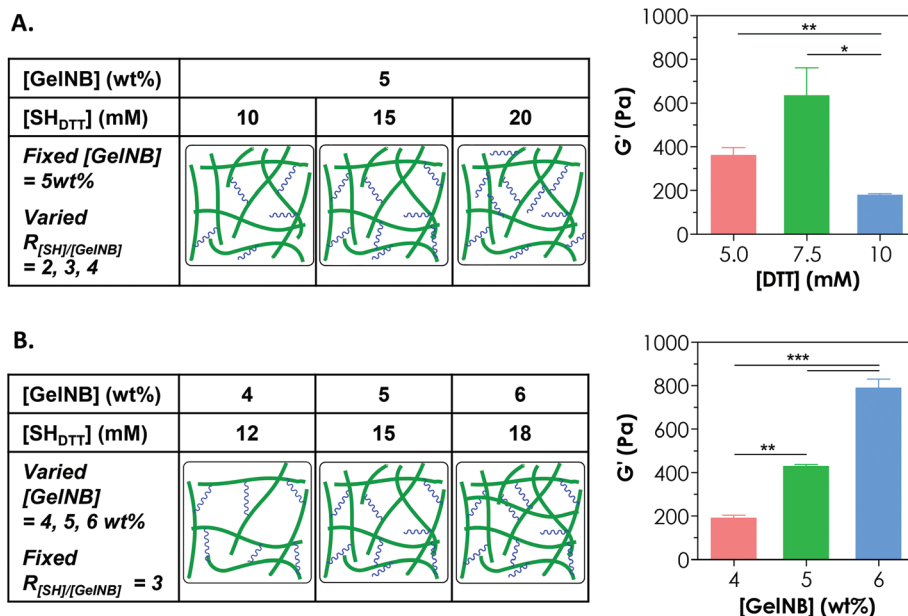 A.
[GelNB] (wt%) 5
[SH_DTT] (mM) 10 15 20
Fixed [GelNB]
= 5wt%
Varied
R_[SH]/[GelNB]
= 2, 3, 4
1000
800
600
400
200
0
G' (Pa)
**
*
5.0 7.5 10
[DTT] (mM)
B.
[GelNB] (wt%) 4 5 6
[SH_DTT] (mM) 12 15 18
Varied
[GelNB]
= 4, 5, 6 wt%
Fixed
R_[SH]/[GelNB] = 3
1000
800
600
400
200
0
G' (Pa)
***
**
4 5 6
[GelNB] (wt%)